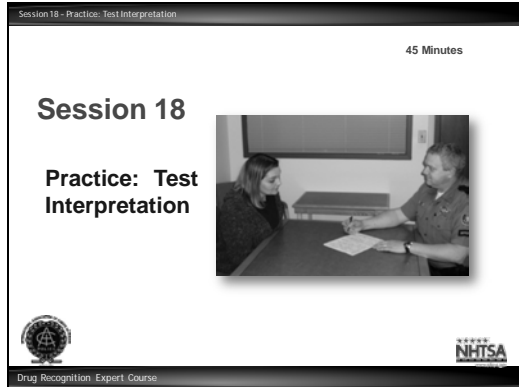 Session 18 - Practice: Test Interpretation
45 Minutes
Session 18
Practice: Test
Interpretation
NHTSA
Drug Recognition Expert Course